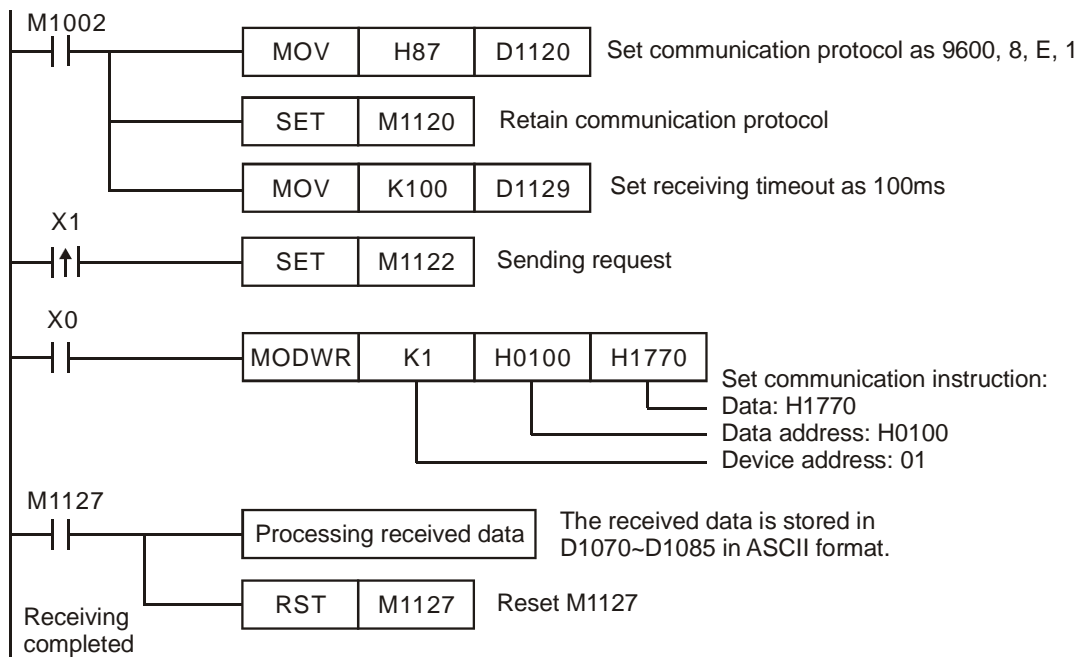 M1002
MOV H87 D1120 Set communication protocol as 9600, 8, E, 1
SET M1120 Retain communication protocol
MOV K100 D1129 Set receiving timeout as 100ms
X1
SET M1122 Sending request
X0
MODWR K1 H0100 H1770
Set communication instruction:
Data: H1770
Data address: H0100
Device address: 01
M1127
Processing received data
The received data is stored in
D1070~D1085 in ASCII format.
RST M1127 Reset M1127
Receiving
completed